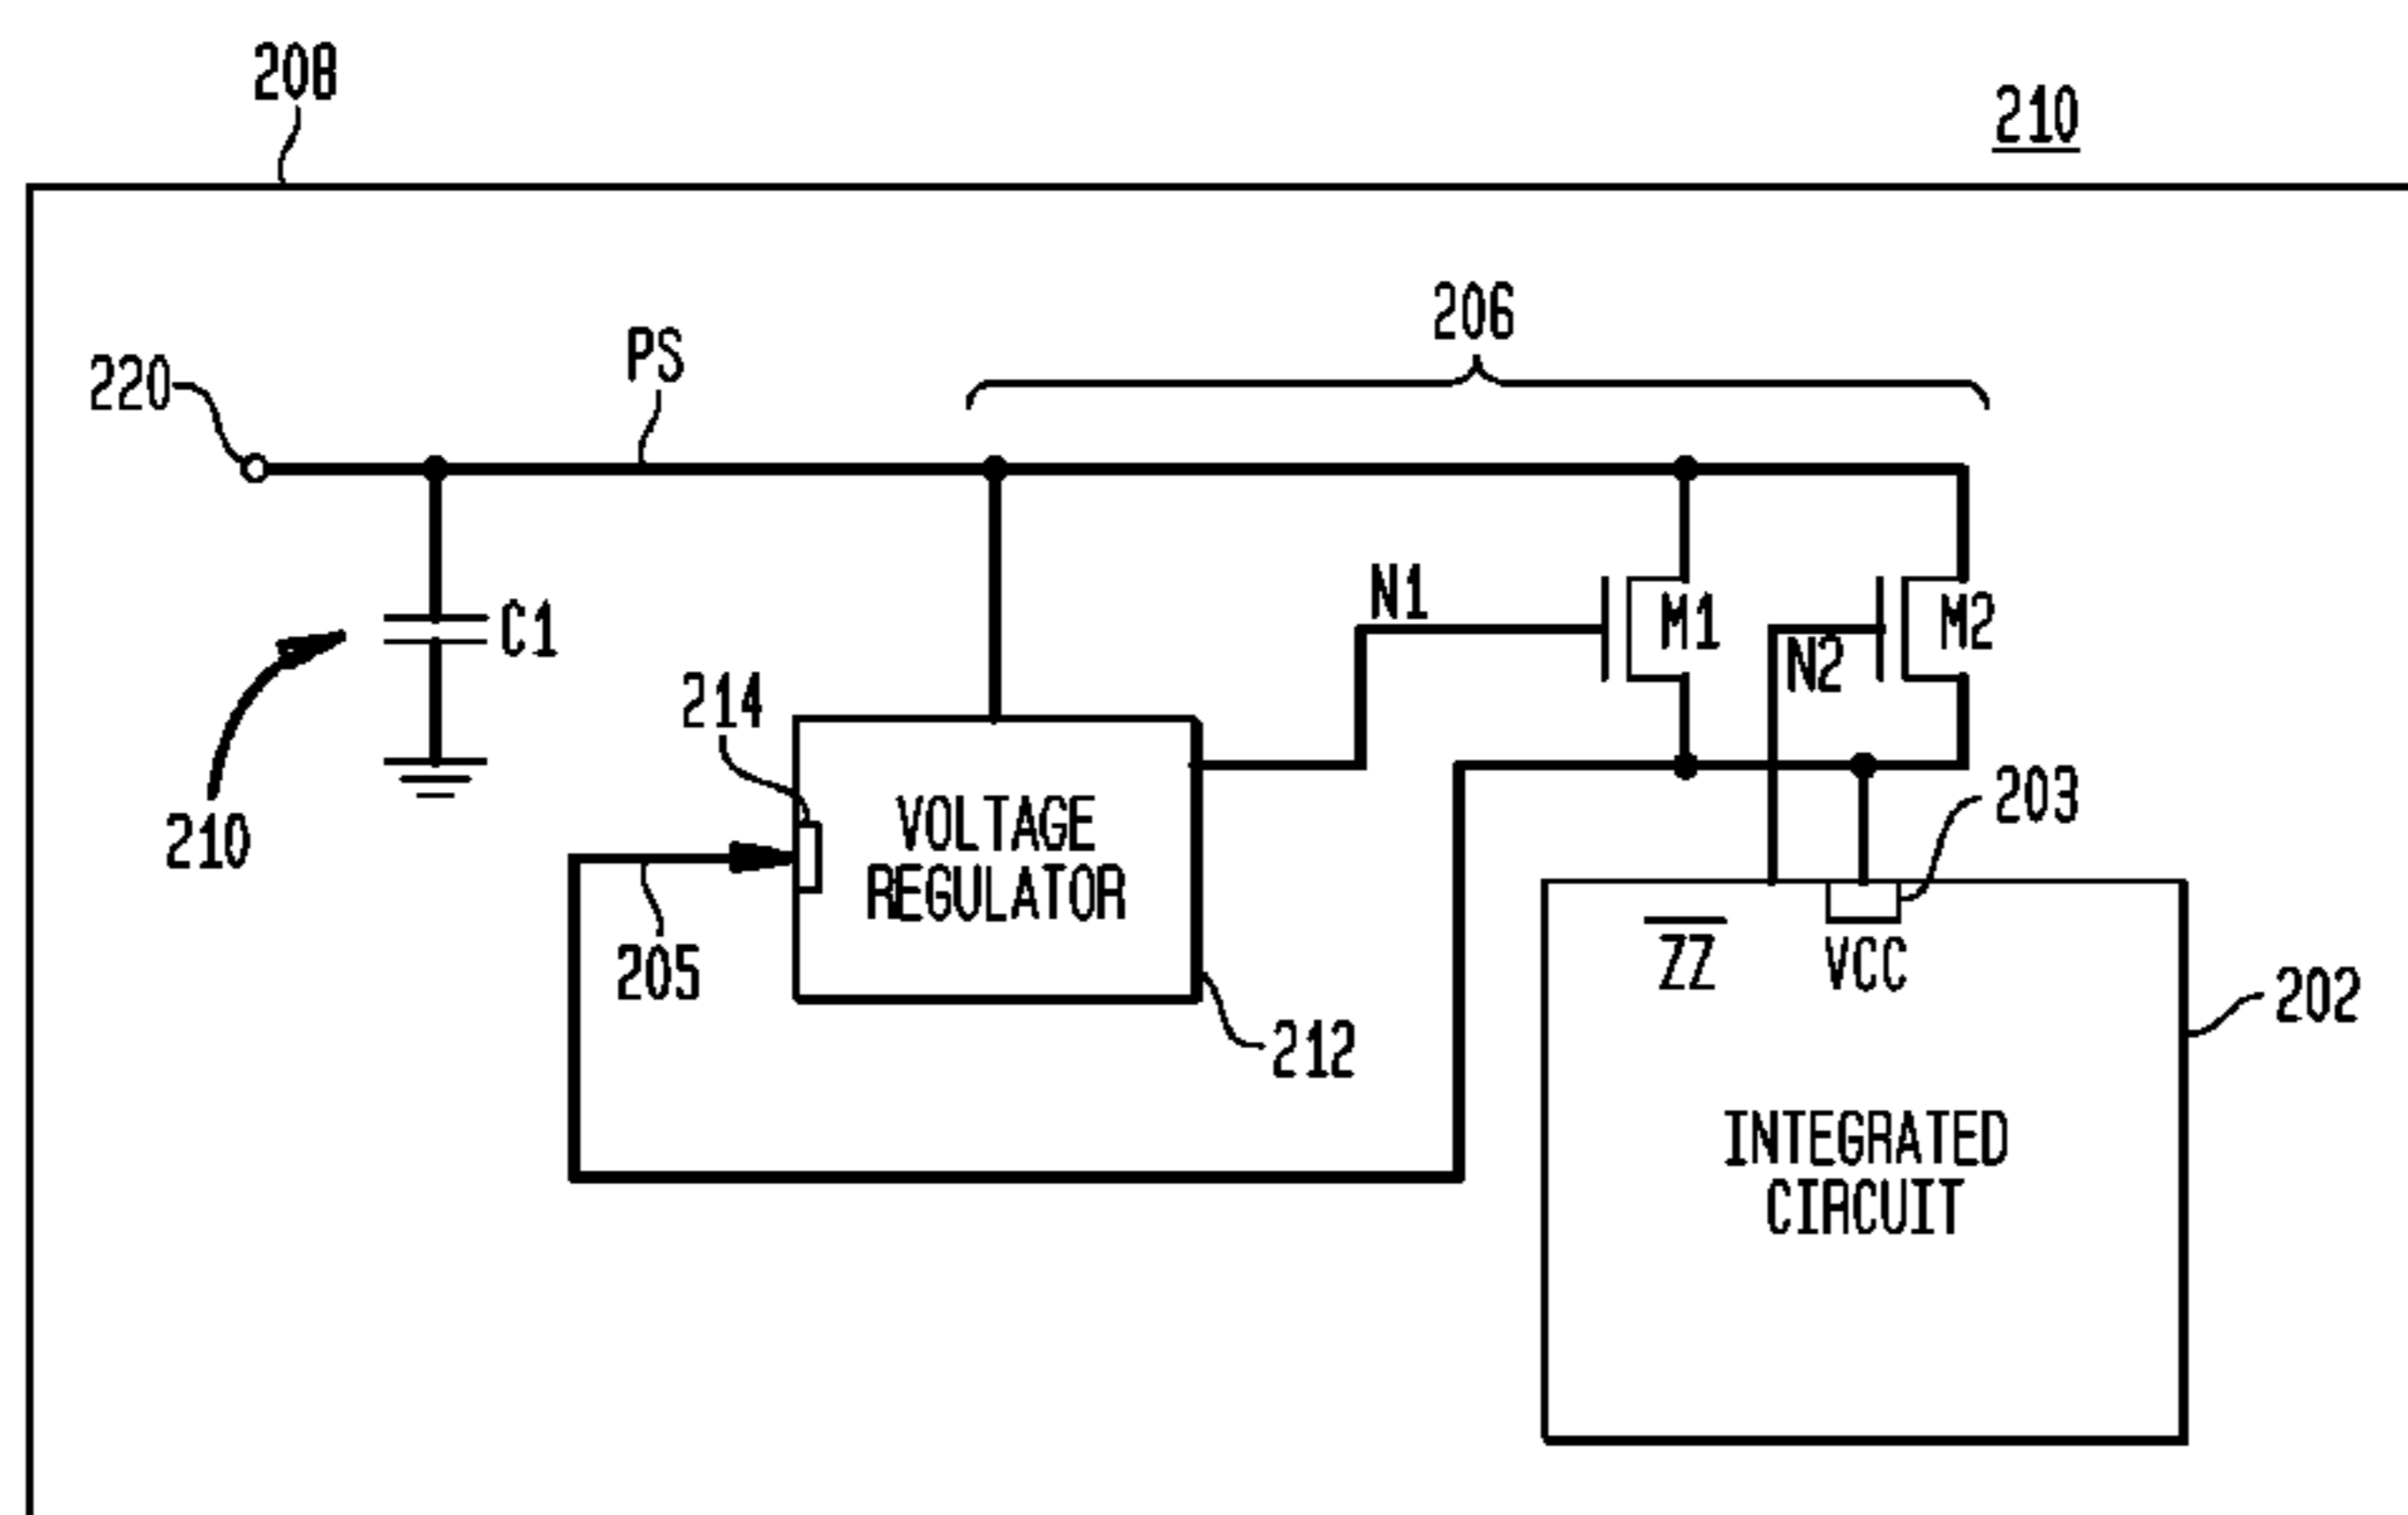 208
210
206
PS
220
N1
M1
M2
C1
N2
214
203
VOLTAGE
REGULATOR
210
205
Z̅Z̅
VCC
202
212
INTEGRATED
CIRCUIT